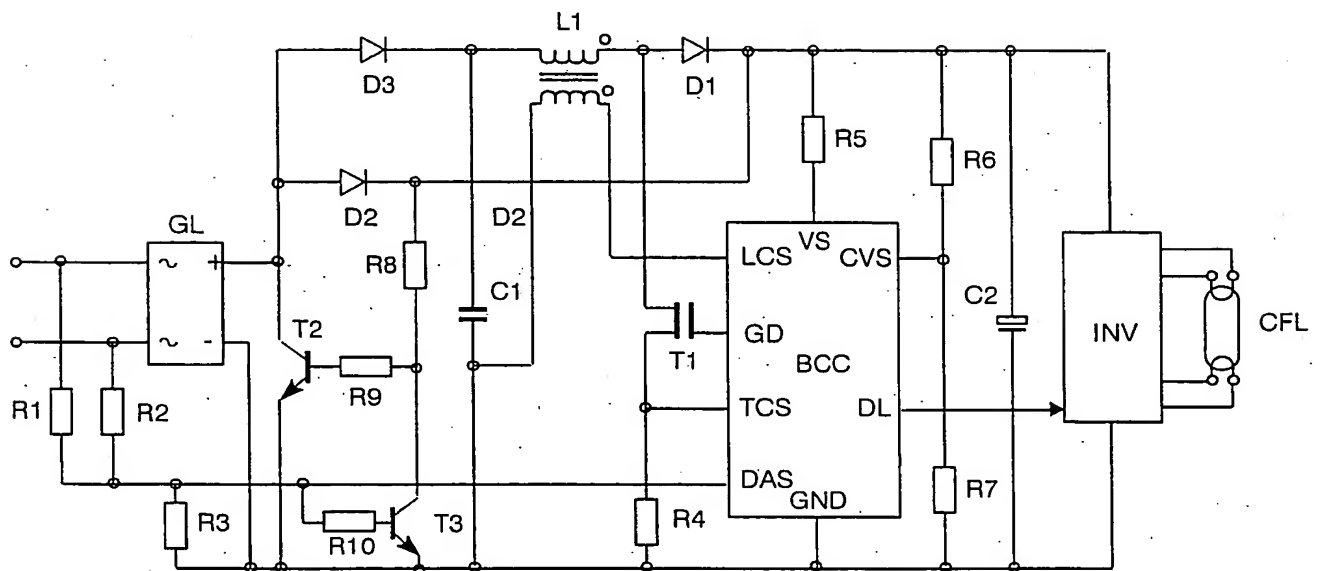 L1
D3
D1
R5
R6
D2
D2
GL
VS
LCS
CVS
~
+
R8
C1
C2
T2
GD
INV
CFL
~
-
T1
BCC
R9
R1
R2
TCS
DL
DAS
R7
GND
R3
R4
T3
R10